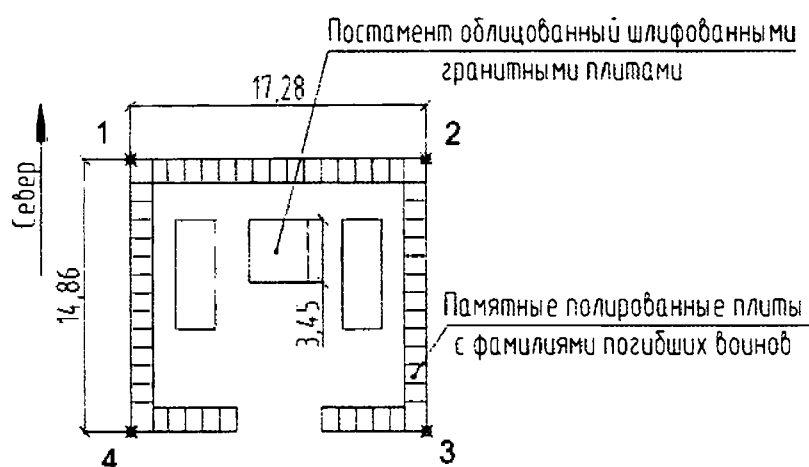 Постамент облицованный шлифованными
гранитными плитами
17,28
1
2
Север
14,86
3,45
Памятные полированные плиты
с фамилиями погибших воинов
4
3